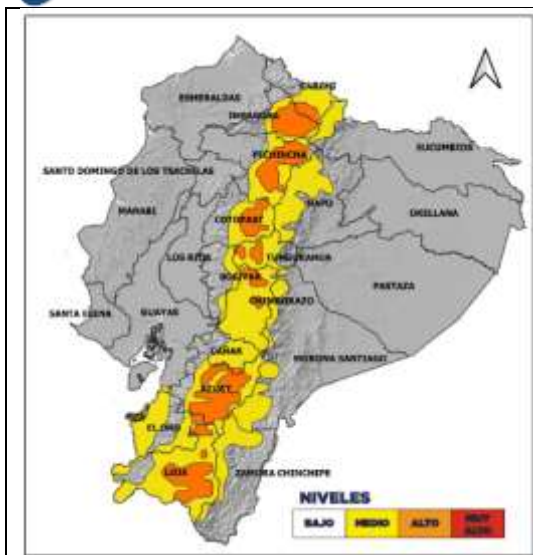 CARCHI
ESMERALDAS
IMBABURA
SUCUMBIOS
PICHINCHA
SANTO DOMINGO DE LOS TSACHILAS
NAPO
ORELLANA
MANABI
COTOPAXI
LOS RIOS
TUNGURAHUA
BOLIVAR
PASTAZA
CHIMBORAZO
SANTA ELENA
GUAYAS
CAÑAR
MORONA SANTIAGO
AZUAY
EL ORO
LOJA
ZAMORA CHINCHIPE
NIVELES
BAJO MEDIO ALTO MUY ALTO